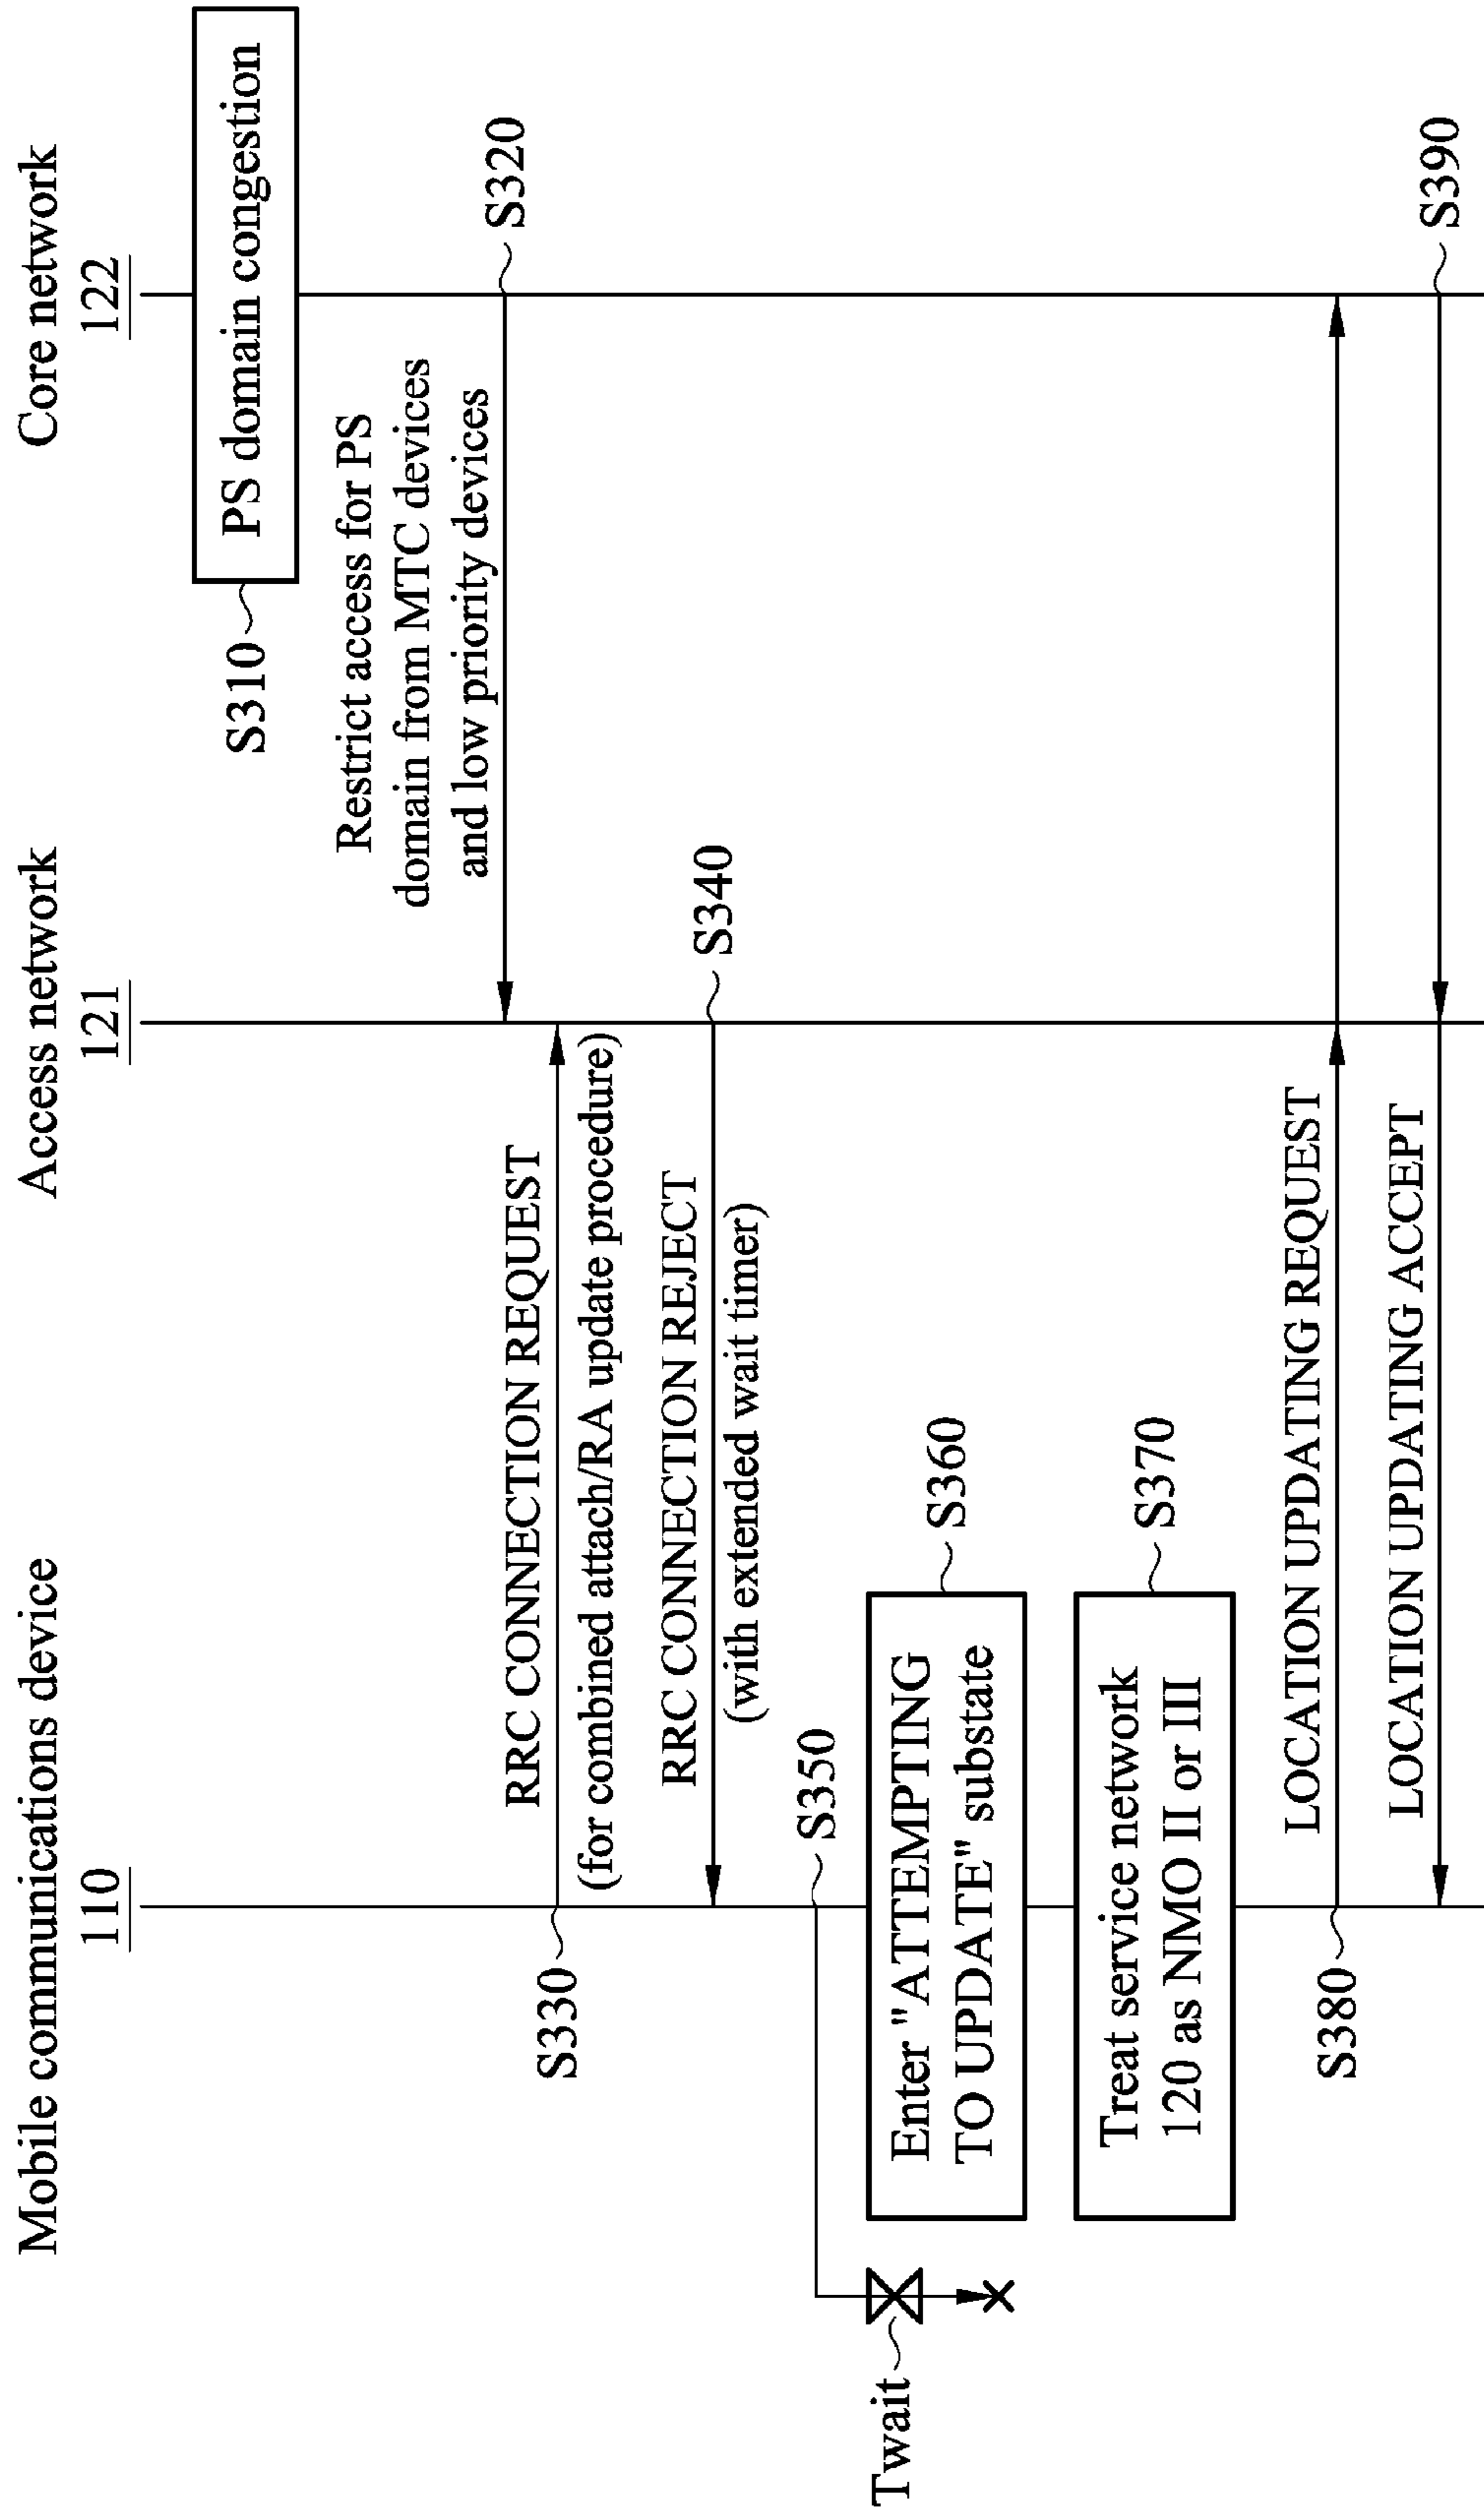 Mobile communications device
110
Access network
121
Core network
122
S310
PS domain congestion
Restrict access for PS
domain from MTC devices
and low priority devices
S320
S330
RRC CONNECTION REQUEST
(for combined attach/RA update procedure)
RRC CONNECTION REJECT
(with extended wait timer)
S340
S350
Twait
Enter "ATTEMPTING
TO UPDATE" substate
S360
Treat service network
120 as NMO II or III
S370
S380
LOCATION UPDATING REQUEST
LOCATION UPDATING ACCEPT
S390